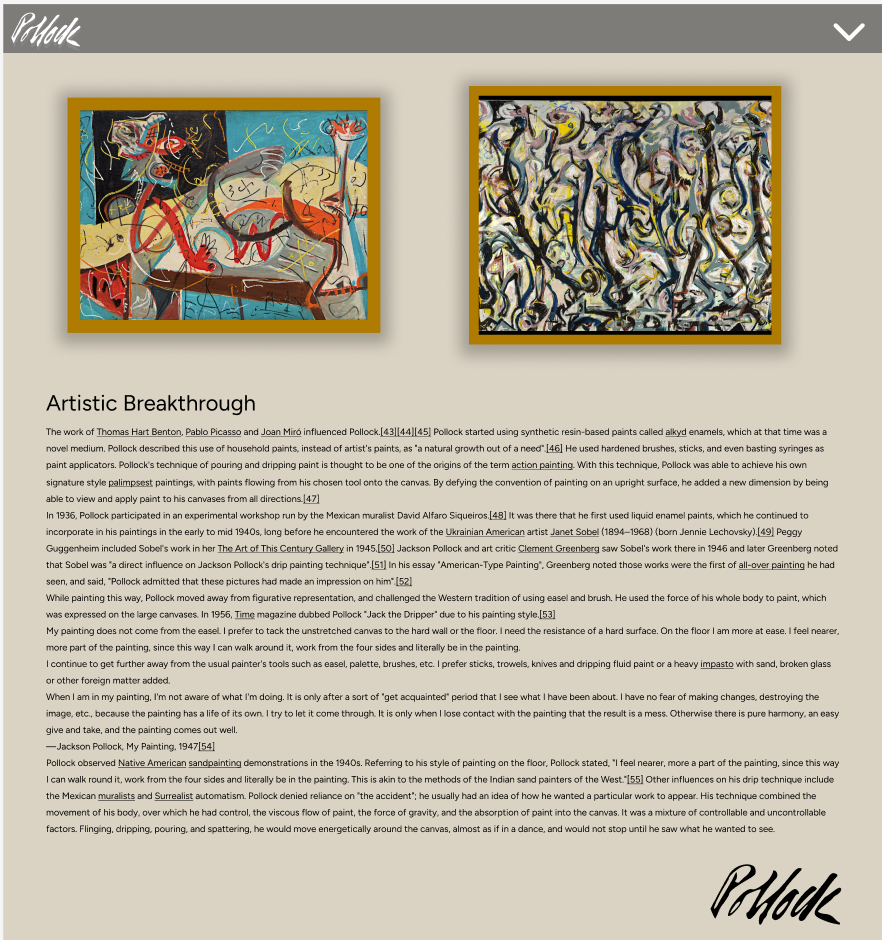 Pollock
Artistic Breakthrough
The work of Thomas Hart Benton, Pablo Picasso and Joan Miró influenced Pollock.[43][44][45] Pollock started using synthetic resin-based paints called alkyd enamels, which at that time was a
novel medium. Pollock described this use of household paints, instead of artist's paints, as "a natural growth out of a need".[46] He used hardened brushes, sticks, and even basting syringes as
paint applicators. Pollock's technique of pouring and dripping paint is thought to be one of the origins of the term action painting. With this technique, Pollock was able to achieve his own
signature style palimpsest paintings, with paints flowing from his chosen tool onto the canvas. By defying the convention of painting on an upright surface, he added a new dimension by being
able to view and apply paint to his canvases from all directions.[47]
In 1936, Pollock participated in an experimental workshop run by the Mexican muralist David Alfaro Siqueiros.[48] It was there that he first used liquid enamel paints, which he continued to
incorporate in his paintings in the early to mid 1940s, long before he encountered the work of the Ukrainian American artist Janet Sobel (1894–1968) (born Jennie Lechovsky).[49] Peggy
Guggenheim included Sobel's work in her The Art of This Century Gallery in 1945.[50] Jackson Pollock and art critic Clement Greenberg saw Sobel's work there in 1946 and later Greenberg noted
that Sobel was "a direct influence on Jackson Pollock's drip painting technique".[51] In his essay "American-Type Painting", Greenberg noted those works were the first of all-over painting he had
seen, and said, "Pollock admitted that these pictures had made an impression on him".[52]
While painting this way, Pollock moved away from figurative representation, and challenged the Western tradition of using easel and brush. He used the force of his whole body to paint, which
was expressed on the large canvases. In 1956, Time magazine dubbed Pollock "Jack the Dripper" due to his painting style.[53]
My painting does not come from the easel. I prefer to tack the unstretched canvas to the hard wall or the floor. I need the resistance of a hard surface. On the floor I am more at ease. I feel nearer,
more part of the painting, since this way I can walk around it, work from the four sides and literally be in the painting.
I continue to get further away from the usual painter's tools such as easel, palette, brushes, etc. I prefer sticks, trowels, knives and dripping fluid paint or a heavy impasto with sand, broken glass
or other foreign matter added.
When I am in my painting, I'm not aware of what I'm doing. It is only after a sort of "get acquainted" period that I see what I have been about. I have no fear of making changes, destroying the
image, etc., because the painting has a life of its own. I try to let it come through. It is only when I lose contact with the painting that the result is a mess. Otherwise there is pure harmony, an easy
give and take, and the painting comes out well.
—Jackson Pollock, My Painting, 1947[54]
Pollock observed Native American sandpainting demonstrations in the 1940s. Referring to his style of painting on the floor, Pollock stated, "I feel nearer, more a part of the painting, since this way
I can walk round it, work from the four sides and literally be in the painting. This is akin to the methods of the Indian sand painters of the West."[55] Other influences on his drip technique include
the Mexican muralists and Surrealist automatism. Pollock denied reliance on "the accident"; he usually had an idea of how he wanted a particular work to appear. His technique combined the
movement of his body, over which he had control, the viscous flow of paint, the force of gravity, and the absorption of paint into the canvas. It was a mixture of controllable and uncontrollable
factors. Flinging, dripping, pouring, and spattering, he would move energetically around the canvas, almost as if in a dance, and would not stop until he saw what he wanted to see.
Pollock